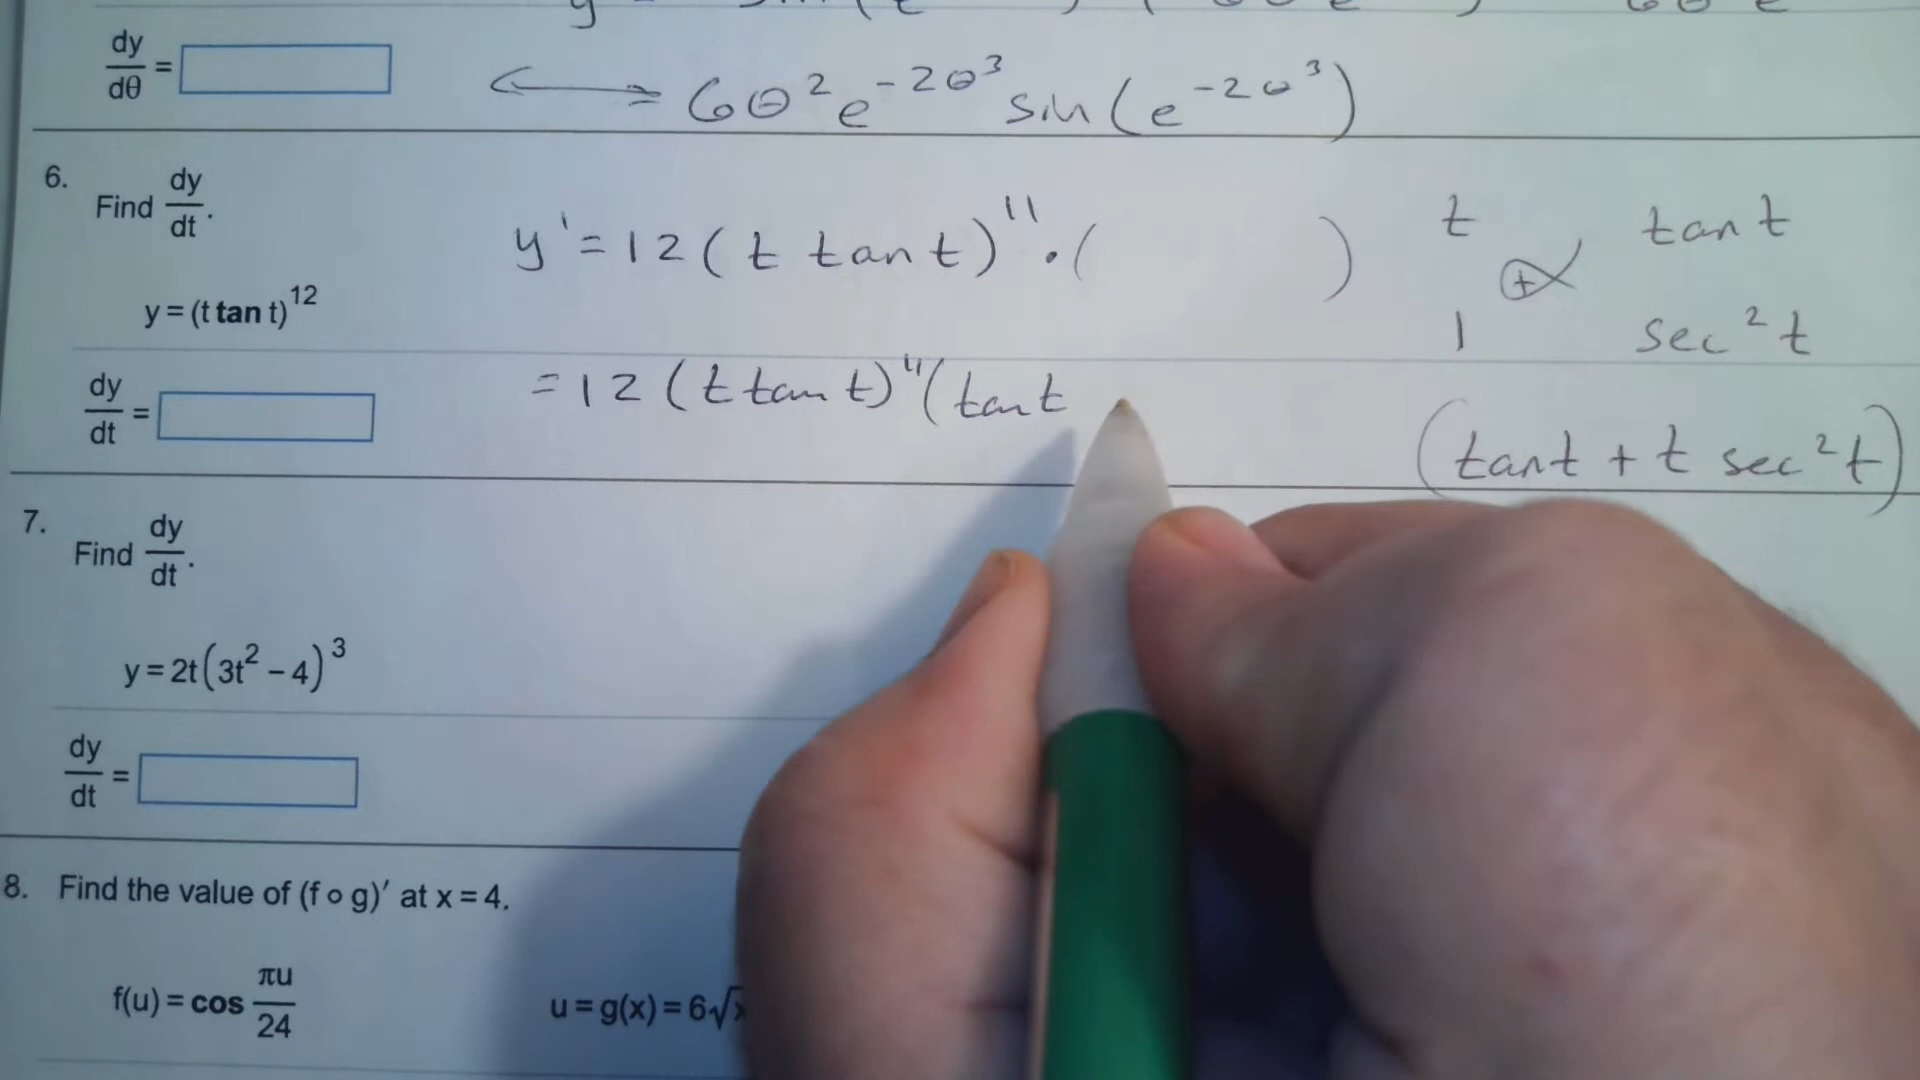 dy/dθ =
= 6θ²e^-2θ³ sin(e^-2θ³)
6.
Find dy/dt.
y' = 12(t tan t)^11 · ( )
t tan t
+
1 sec²t
y = (t tan t)^12
= 12(t tan t)^11 (tan t
dy/dt =
(tan t + t sec²t)
7.
Find dy/dt.
y = 2t(3t² − 4)³
dy/dt =
8. Find the value of (f ∘ g)′ at x = 4.
f(u) = cos πu/24 u = g(x) = 6√